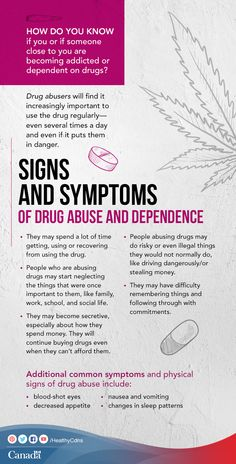 HOW DO YOU KNOW
if you or if someone
close to you are
becoming addicted or
dependent on drugs?
Drug abusers will find it
increasingly important to
use the drug regularly—
even several times a day
and even if it puts them
in danger.
SIGNS
AND SYMPTOMS
OF DRUG ABUSE AND DEPENDENCE
• They may spend a lot of time
getting, using or recovering
from using the drug.
• People who are abusing
drugs may start neglecting
the things that were once
important to them, like family,
work, school, and social life.
• They may become secretive,
especially about how they
spend money. They will
continue buying drugs even
when they can't afford them.
• People abusing drugs may
do risky or even illegal things
they would not normally do,
like driving dangerously/or
stealing money.
• They may have difficulty
remembering things and
following through with
commitments.
Additional common symptoms and physical
signs of drug abuse include:
• blood-shot eyes
• decreased appetite
• nausea and vomiting
• changes in sleep patterns
/HealthyCdns
Canada